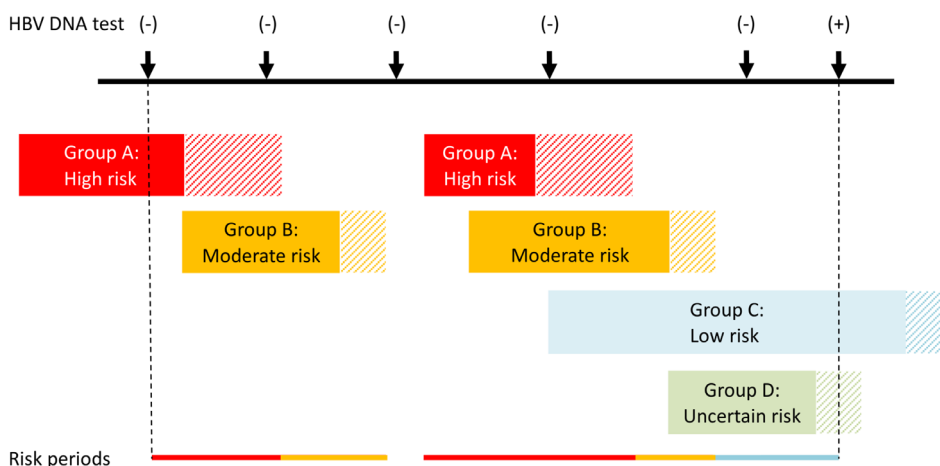 HBV DNA test (-) (-) (-) (-) (-) (+)
Group A:
High risk
Group A:
High risk
Group B:
Moderate risk
Group B:
Moderate risk
Group C:
Low risk
Group D:
Uncertain risk
Risk periods